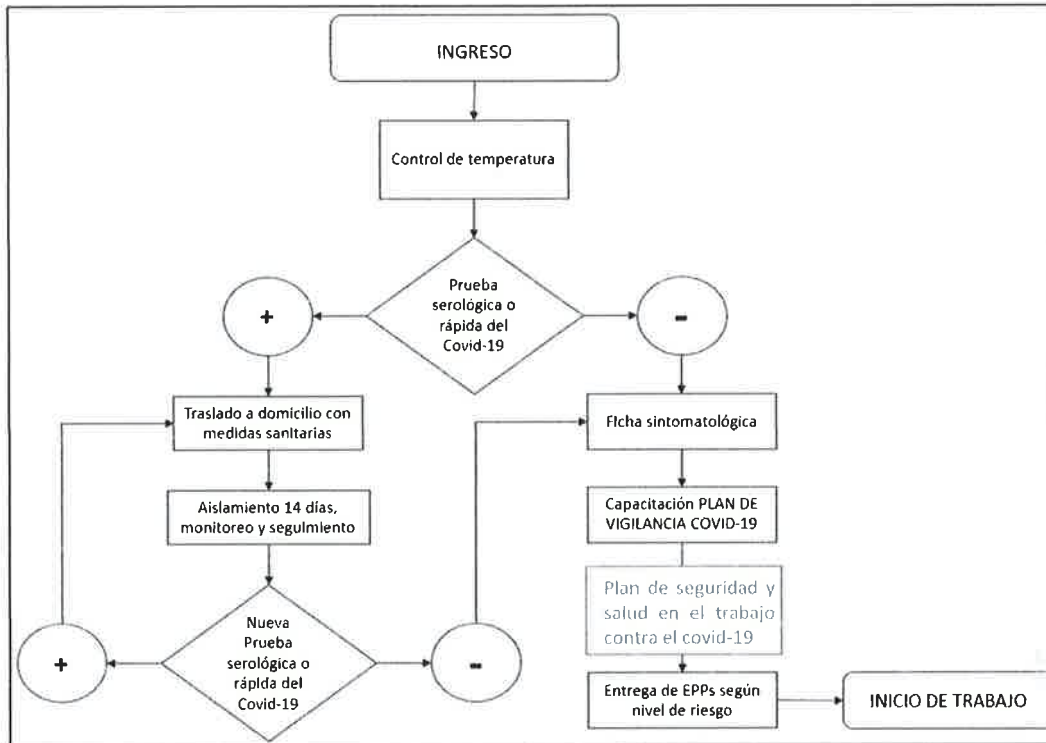 INGRESO
Control de temperatura
Prueba
serológica o
rápida del
Covid-19
+
-
Traslado a domicilio con
medidas sanitarias
Ficha sintomatológica
Aislamiento 14 días,
monitoreo y seguimiento
Capacitación PLAN DE
VIGILANCIA COVID-19
Plan de seguridad y
salud en el trabajo
contra el covid-19
Nueva
Prueba
serológica o
rápida del
Covid-19
+
-
Entrega de EPPs según
nivel de riesgo
INICIO DE TRABAJO